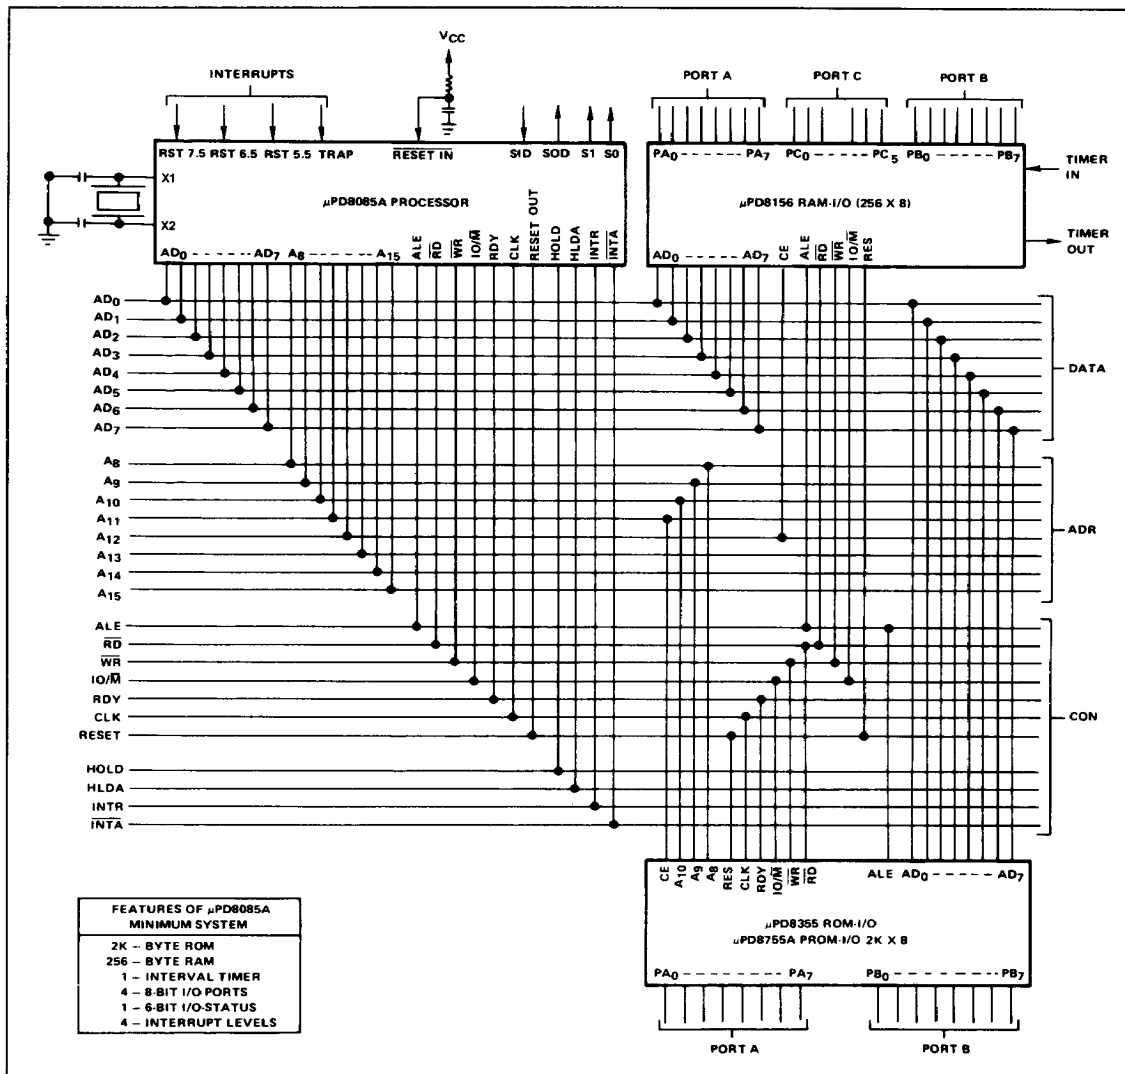 VCC
INTERRUPTS
PORT A
PORT C
PORT B
RST 7.5 RST 6.5 RST 5.5 TRAP
RESET IN
SID
SOD
S1
S0
PA0 PA7
PC0 PC5
PB0 PB7
X1
X2
µPD8085A PROCESSOR
µPD8156 RAM-I/O (256 X 8)
TIMER IN
TIMER OUT
AD0 AD7 A8 A15
ALE
RD
WR
IO/M
RDY
CLK
RESET OUT
HOLD
HLDA
INTR
INTA
AD0 AD7
CE
ALE
RD
WR
IO/M
RES
AD0
AD1
AD2
AD3
AD4
AD5
AD6
AD7
DATA
A8
A9
A10
A11
A12
A13
A14
A15
ADR
ALE
RD
WR
IO/M
RDY
CLK
RESET
HOLD
HLDA
INTR
INTA
CON
CE
A10
A9
A8
RES
CLK
RDY
IO/M
WR
RD
ALE AD0 AD7
µPD8355 ROM-I/O
µPD8755A PROM-I/O 2K X 8
PA0 PA7
PB0 PB7
PORT A
PORT B
FEATURES OF µPD8085A
MINIMUM SYSTEM
2K – BYTE ROM
256 – BYTE RAM
1 – INTERVAL TIMER
4 – 8-BIT I/O PORTS
1 – 6-BIT I/O-STATUS
4 – INTERRUPT LEVELS